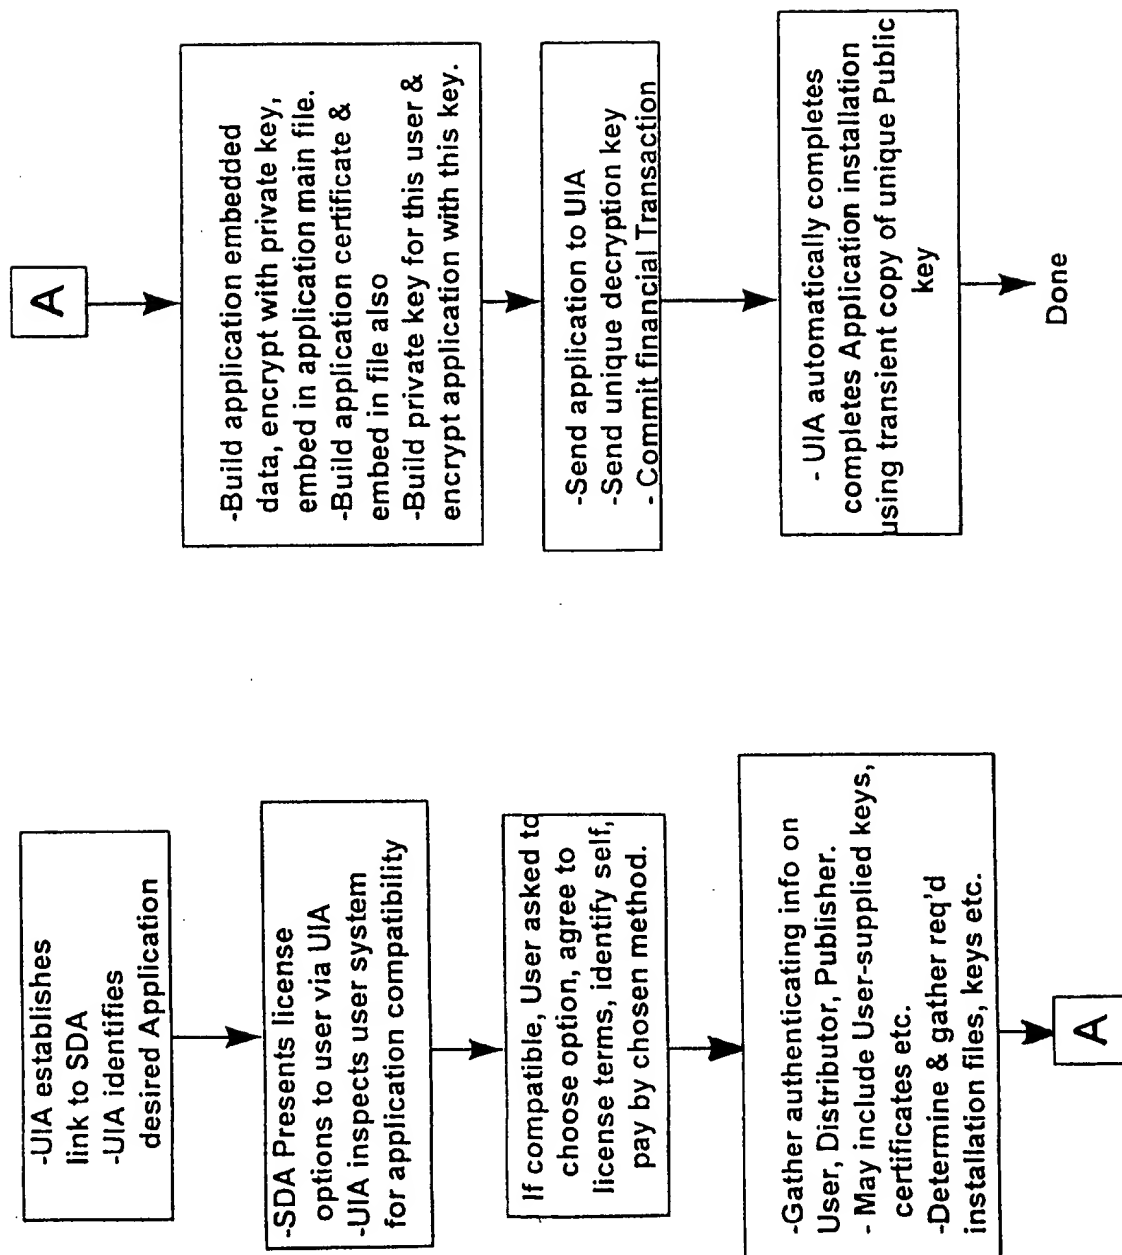 -UIA establishes
link to SDA
-UIA identifies
desired Application
-SDA Presents license
options to user via UIA
-UIA inspects user system
for application compatibility
If compatible, User asked to
choose option, agree to
license terms, identify self,
pay by chosen method.
-Gather authenticating info on
User, Distributor, Publisher.
- May include User-supplied keys,
certificates etc.
-Determine & gather req'd
installation files, keys etc.
A
A
-Build application embedded
data, encrypt with private key,
embed in application main file.
-Build application certificate &
embed in file also
-Build private key for this user &
encrypt application with this key.
-Send application to UIA
-Send unique decryption key
- Commit financial Transaction
- UIA automatically completes
completes Application installation
using transient copy of unique Public
key
Done